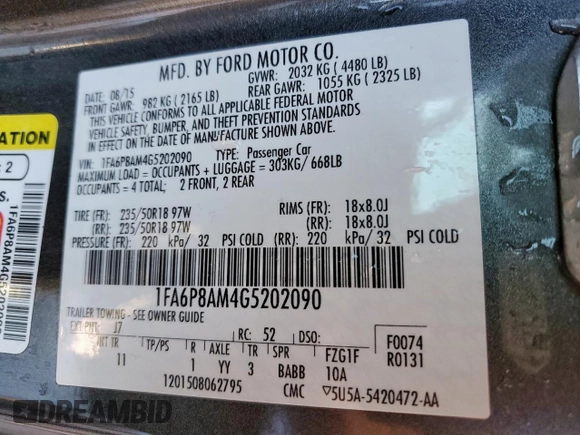 MFD. BY FORD MOTOR CO.
DATE: 08/15 GVWR: 2032 KG ( 4480 LB)
FRONT GAWR: 982 KG ( 2165 LB) REAR GAWR: 1055 KG ( 2325 LB)
THIS VEHICLE CONFORMS TO ALL APPLICABLE FEDERAL MOTOR
VEHICLE SAFETY, BUMPER, AND THEFT PREVENTION STANDARDS
IN EFFECT ON THE DATE OF MANUFACTURE SHOWN ABOVE.
VIN: 1FA6P8AM4G5202090 TYPE: Passenger Car
MAXIMUM LOAD = OCCUPANTS + LUGGAGE = 303KG/ 668LB
OCCUPANTS = 4 TOTAL; 2 FRONT, 2 REAR
TIRE (FR): 235/50R18 97W RIMS (FR): 18x8.0J
(RR): 235/50R18 97W (RR): 18x8.0J
PRESSURE (FR): 220 kPa/ 32 PSI COLD (RR): 220 kPa/ 32 PSI COLD
1FA6P8AM4G5202090
TRAILER TOWING - SEE OWNER GUIDE
EXT PNT: J7 RC: 52 DSO: F0074
INT TR TP/PS R AXLE TR SPR FZG1F R0131
11 1 YY 3 BABB 10A
1201508062795 CMC ▽5U5A-5420472-AA
ATION
: 2
S.
1FA6P8AM4G5202090
DREAMBID